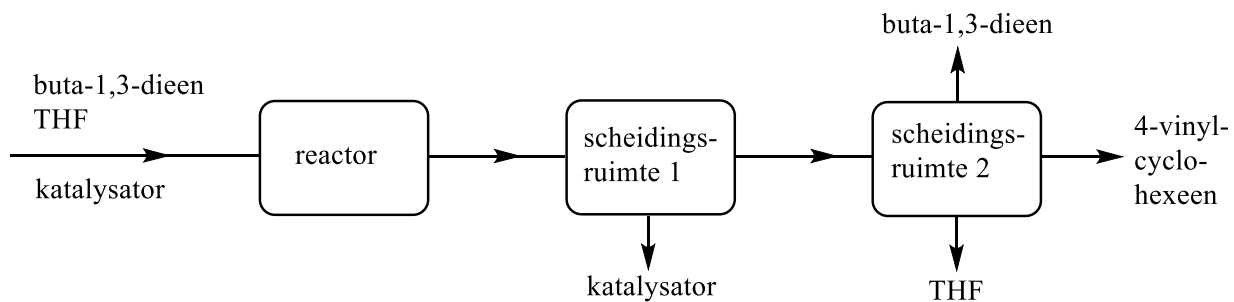 buta-1,3-dieen
THF
katalysator
reactor
scheidings-
ruimte 1
katalysator
buta-1,3-dieen
scheidings-
ruimte 2
THF
4-vinyl-
cyclo-
hexeen